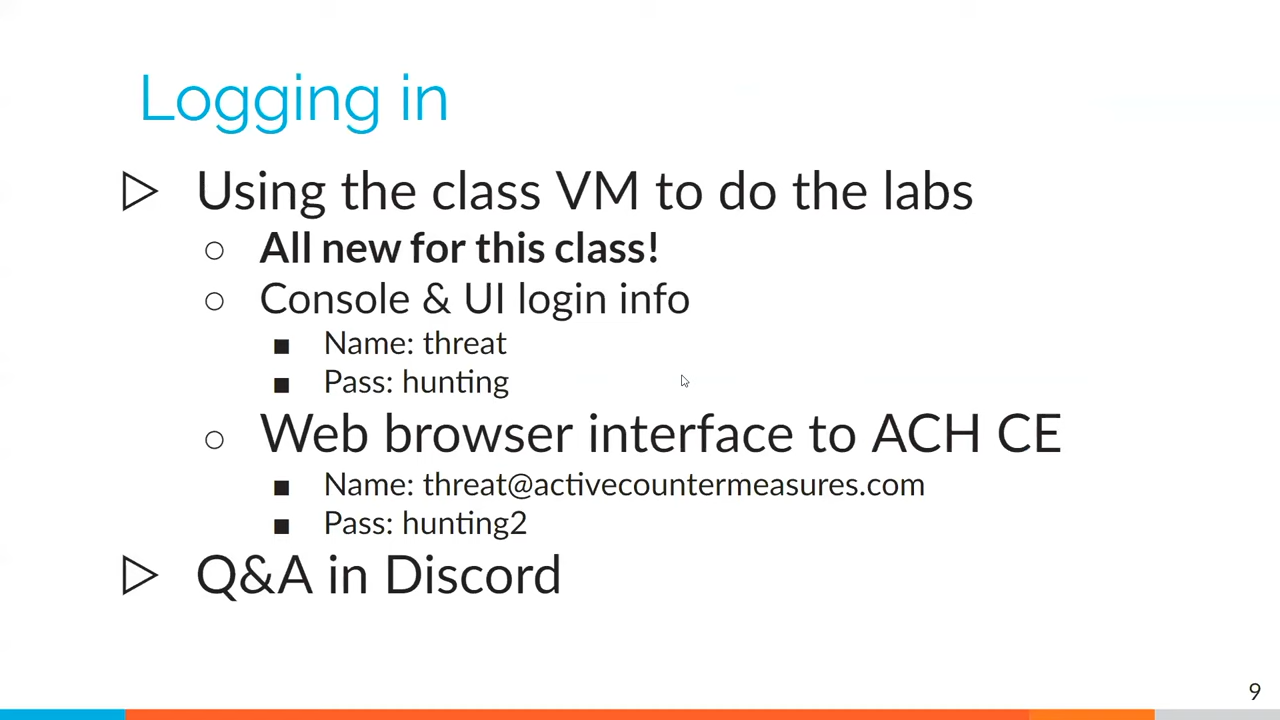 Logging in
▷ Using the class VM to do the labs
○ All new for this class!
○ Console & UI login info
■ Name: threat
■ Pass: hunting
○ Web browser interface to ACH CE
■ Name: threat@activecountermeasures.com
■ Pass: hunting2
▷ Q&A in Discord
9